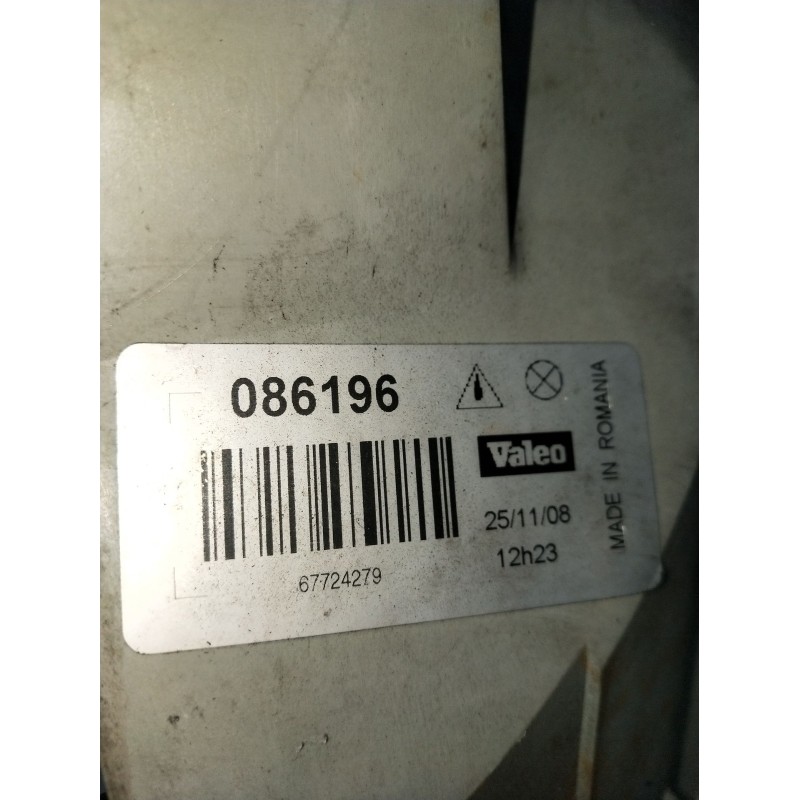 086196
Valeo
25/11/08
12h23
67724279
MADE IN ROMANIA